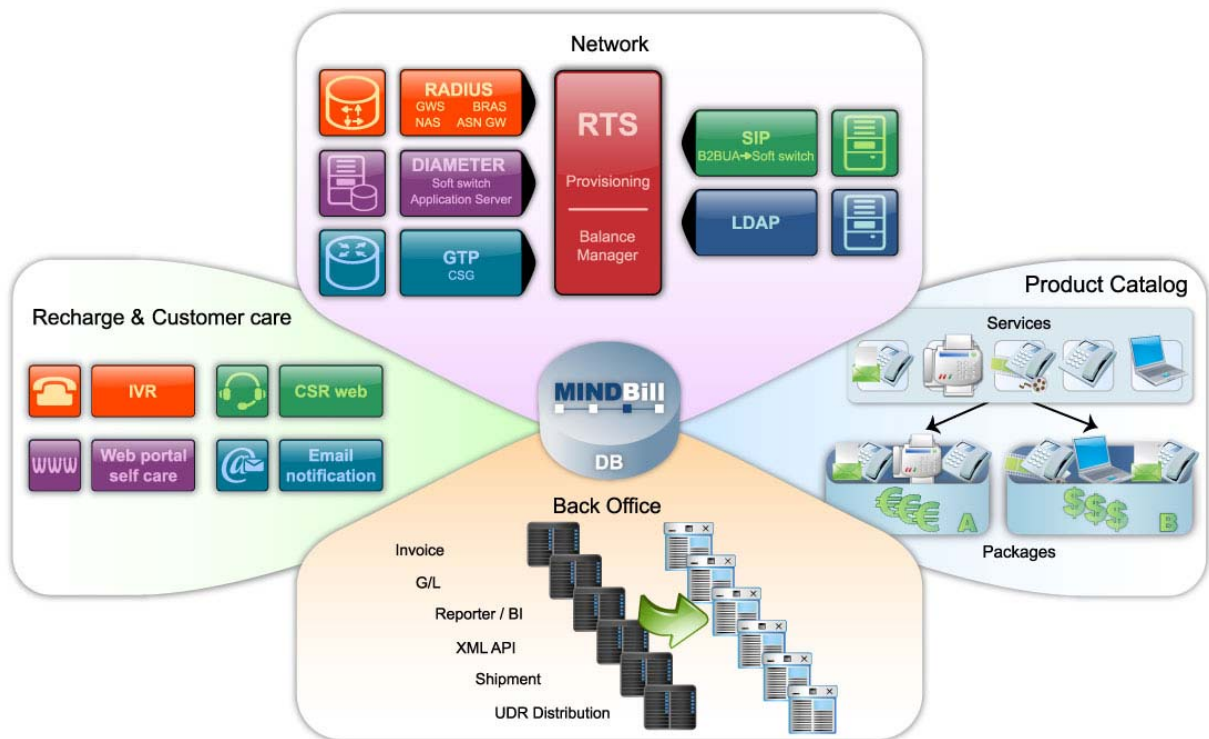 Network
RADIUS
GWS BRAS
NAS ASN GW
DIAMETER
Soft switch
Application Server
GTP
CSG
RTS
Provisioning
Balance
Manager
SIP
B2BUA→Soft switch
LDAP
Recharge & Customer care
IVR
CSR web
www
Web portal
self care
@
Email
notification
MINDBill
DB
Product Catalog
Services
€€€ A
$$$ B
Packages
Back Office
Invoice
G/L
Reporter / BI
XML API
Shipment
UDR Distribution